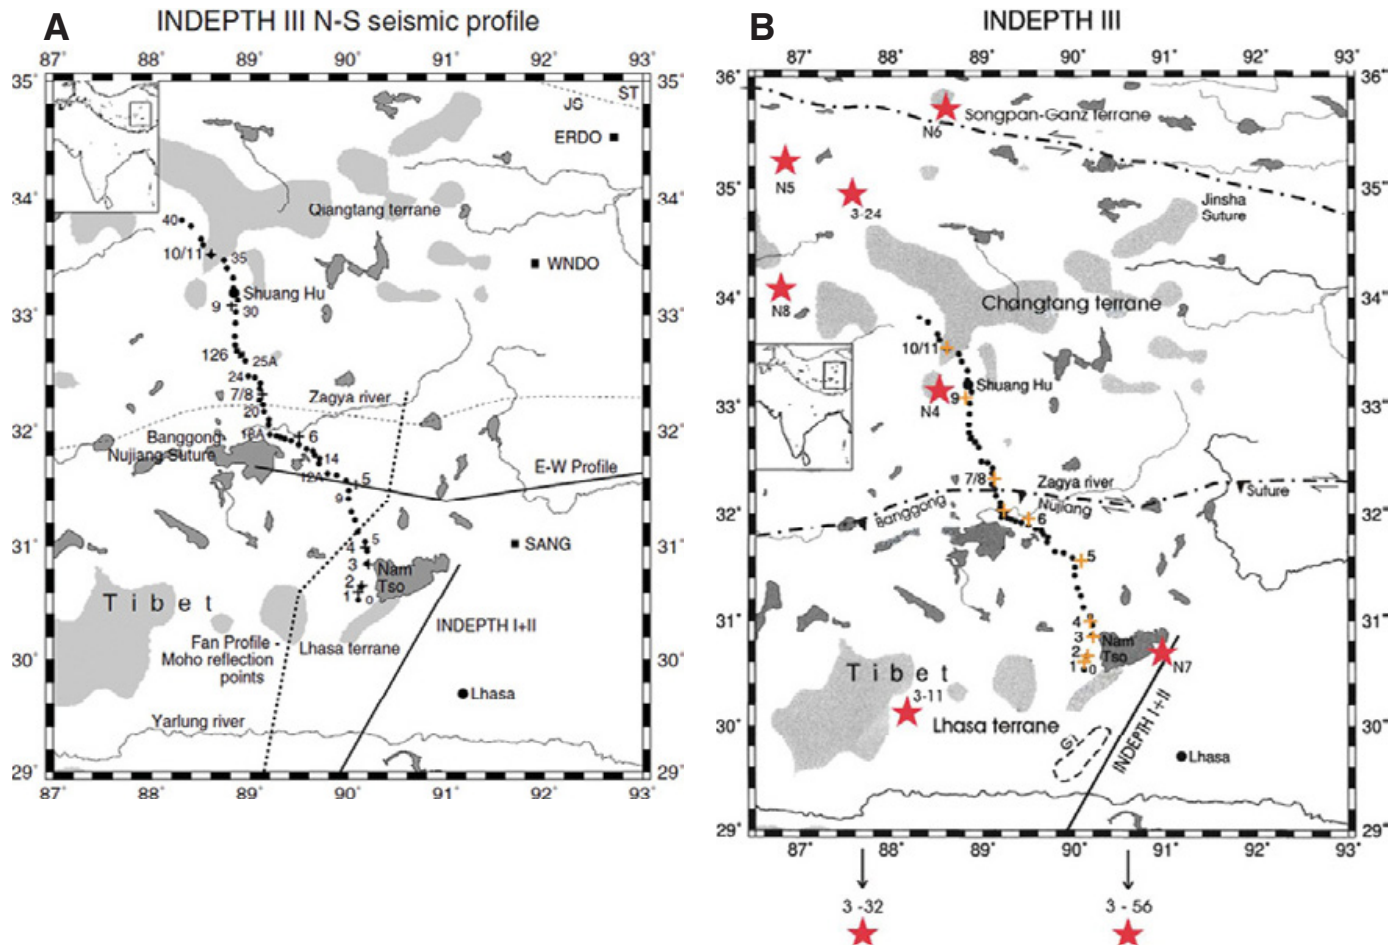 A
INDEPTH III N-S seismic profile
87° 88° 89° 90° 91° 92° 93°
35°
34°
33°
32°
31°
30°
29°
35°
34°
33°
32°
31°
30°
29°
87° 88° 89° 90° 91° 92° 93°
JS
ST
ERDO
Qiangtang terrane
40
10/11
35
WNDO
Shuang Hu
9
30
126
25A
24
7/8
20
Zagya river
18A
6
Banggong-
Nujiang Suture
14
12A
5
9
E-W Profile
5
4
3
SANG
Nam
Tso
2
1
0
Tibet
INDEPTH I+II
Fan Profile
Moho reflection
points
Lhasa terrane
Lhasa
Yarlung river
B
INDEPTH III
87° 88° 89° 90° 91° 92° 93°
36°
35°
34°
33°
32°
31°
30°
29°
36°
35°
34°
33°
32°
31°
30°
29°
87° 88° 89° 90° 91° 92° 93°
N6
Songpan-Ganz terrane
N5
3-24
Jinsha
Suture
N8
Changtang terrane
10/11
Shuang Hu
9
N4
7/8
Zagya river
Suture
Banggong
Nujiang
6
5
4
3
Nam
Tso
2
1
0
N7
Tibet
3-11
Lhasa terrane
G1
INDEPTH I+II
Lhasa
3-32
3-56